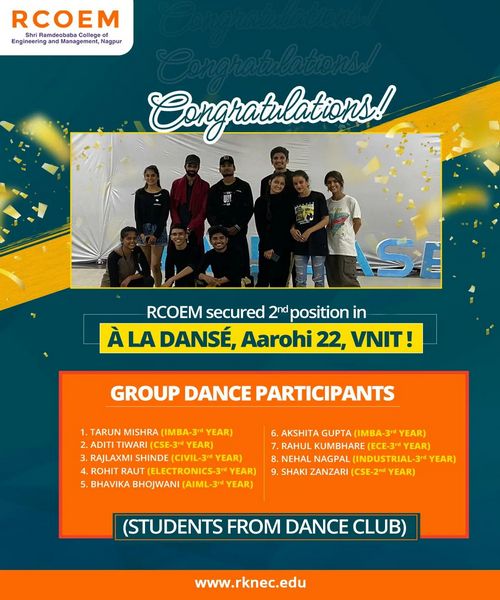 RCOEM
Shri Ramdeobaba College of
Engineering and Management, Nagpur
Congratulations!
Congratulations!
Congratulations!
RCOEM secured 2nd position in
À LA DANSÉ, Aarohi 22, VNIT !
GROUP DANCE PARTICIPANTS
1. TARUN MISHRA (IMBA-3rd YEAR)
2. ADITI TIWARI (CSE-3rd YEAR)
3. RAJLAXMI SHINDE (CIVIL-3rd YEAR)
4. ROHIT RAUT (ELECTRONICS-3rd YEAR)
5. BHAVIKA BHOJWANI (AIML-3rd YEAR)
6. AKSHITA GUPTA (IMBA-3rd YEAR)
7. RAHUL KUMBHARE (ECE-3rd YEAR)
8. NEHAL NAGPAL (INDUSTRIAL-3rd YEAR)
9. SHAKI ZANZARI (CSE-2nd YEAR)
(STUDENTS FROM DANCE CLUB)
www.rknec.edu